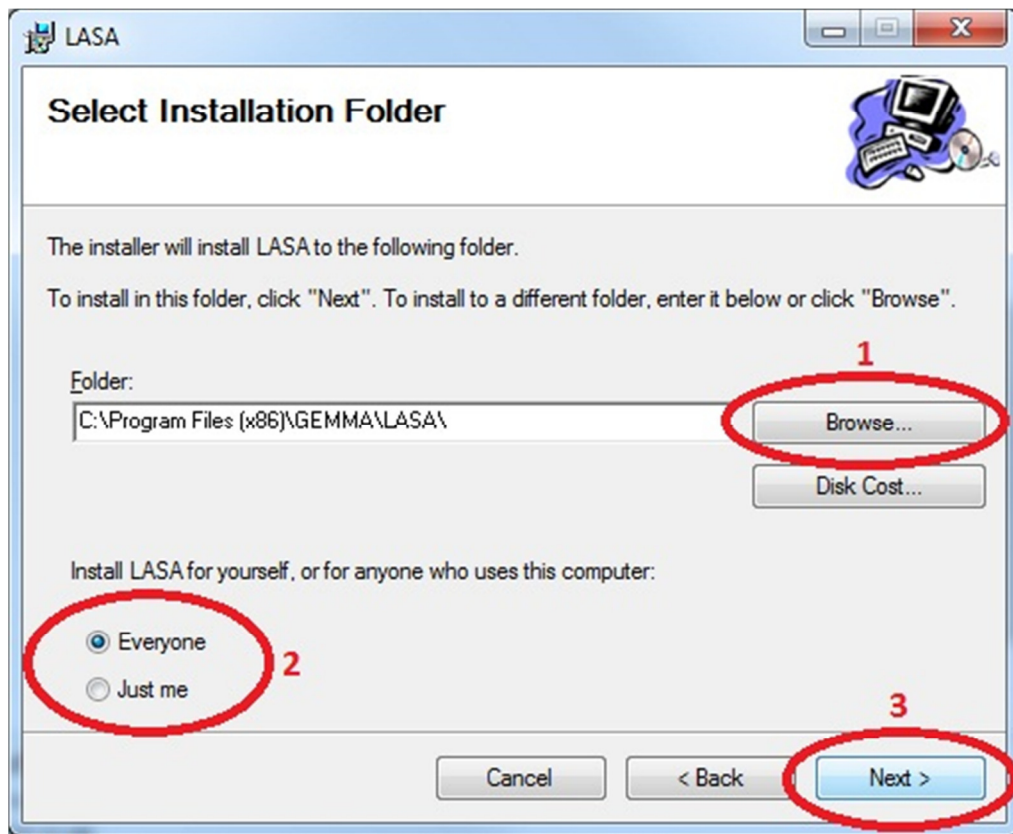 LASA
Select Installation Folder
The installer will install LASA to the following folder.
To install in this folder, click "Next". To install to a different folder, enter it below or click "Browse".
1
Folder:
C:\Program Files (x86)\GEMMA\LASA\
Browse...
Disk Cost...
Install LASA for yourself, or for anyone who uses this computer:
Everyone
2
Just me
3
Cancel
< Back
Next >